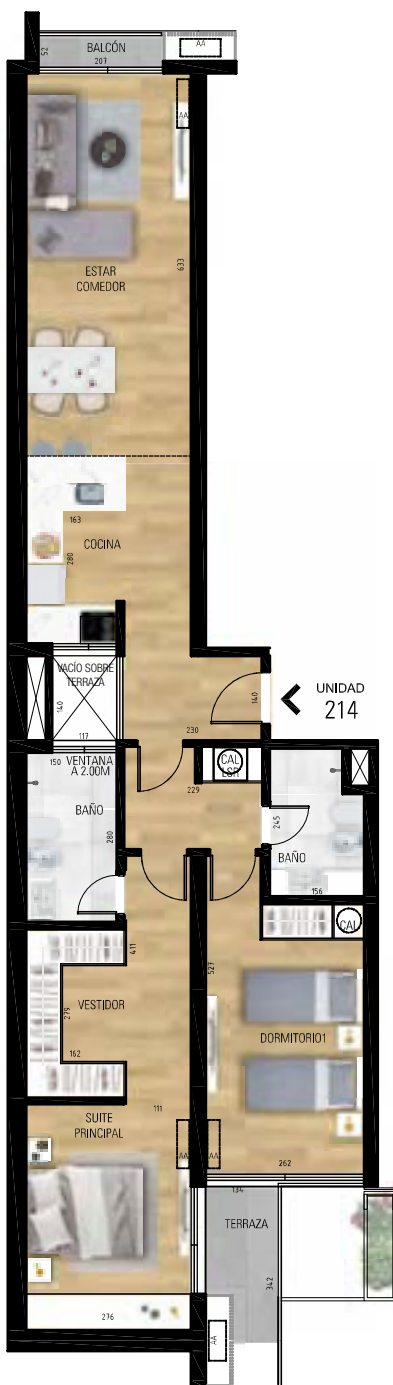 BALCÓN
AA
52
207
AA
ESTAR
COMEDOR
633
163
COCINA
280
VACÍO SOBRE
TERRAZA
140
117
140
UNIDAD
214
230
150
VENTANA
A 2.00M
CAL
LSR
229
BAÑO
280
245
BAÑO
156
CAL
411
527
VESTIDOR
279
162
DORMITORIO1
111
SUITE
PRINCIPAL
AA
AA
262
134
TERRAZA
342
276
AA